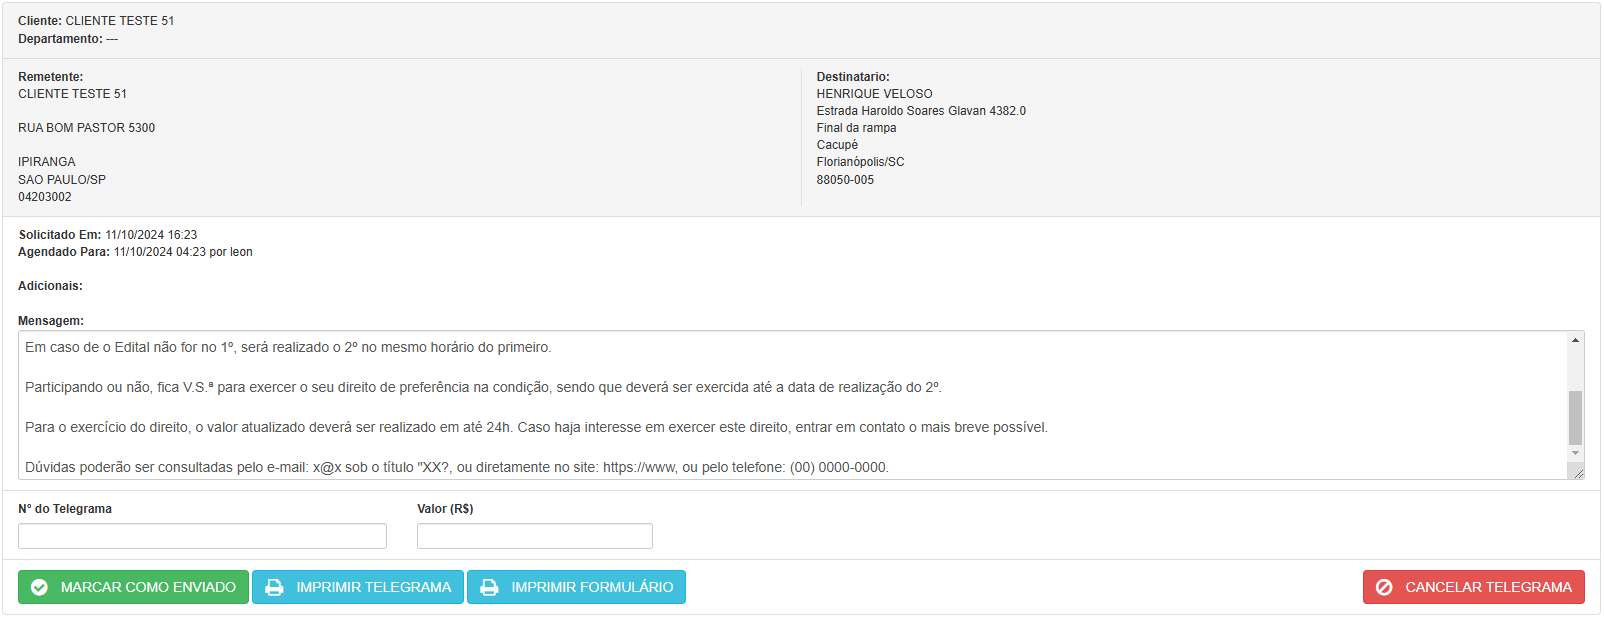 Cliente: CLIENTE TESTE 51
Departamento: ---
Remetente:
CLIENTE TESTE 51
RUA BOM PASTOR 5300
IPIRANGA
SAO PAULO/SP
04203002
Destinatario:
HENRIQUE VELOSO
Estrada Haroldo Soares Glavan 4382.0
Final da rampa
Cacupé
Florianópolis/SC
88050-005
Solicitado Em: 11/10/2024 16:23
Agendado Para: 11/10/2024 04:23 por leon
Adicionais:
Mensagem:
Em caso de o Edital não for no 1º, será realizado o 2º no mesmo horário do primeiro.
Participando ou não, fica V.S.ª para exercer o seu direito de preferência na condição, sendo que deverá ser exercida até a data de realização do 2º.
Para o exercício do direito, o valor atualizado deverá ser realizado em até 24h. Caso haja interesse em exercer este direito, entrar em contato o mais breve possível.
Dúvidas poderão ser consultadas pelo e-mail: x@x sob o título "XX?, ou diretamente no site: https://www, ou pelo telefone: (00) 0000-0000.
N° do Telegrama
Valor (R$)
MARCAR COMO ENVIADO
IMPRIMIR TELEGRAMA
IMPRIMIR FORMULÁRIO
CANCELAR TELEGRAMA